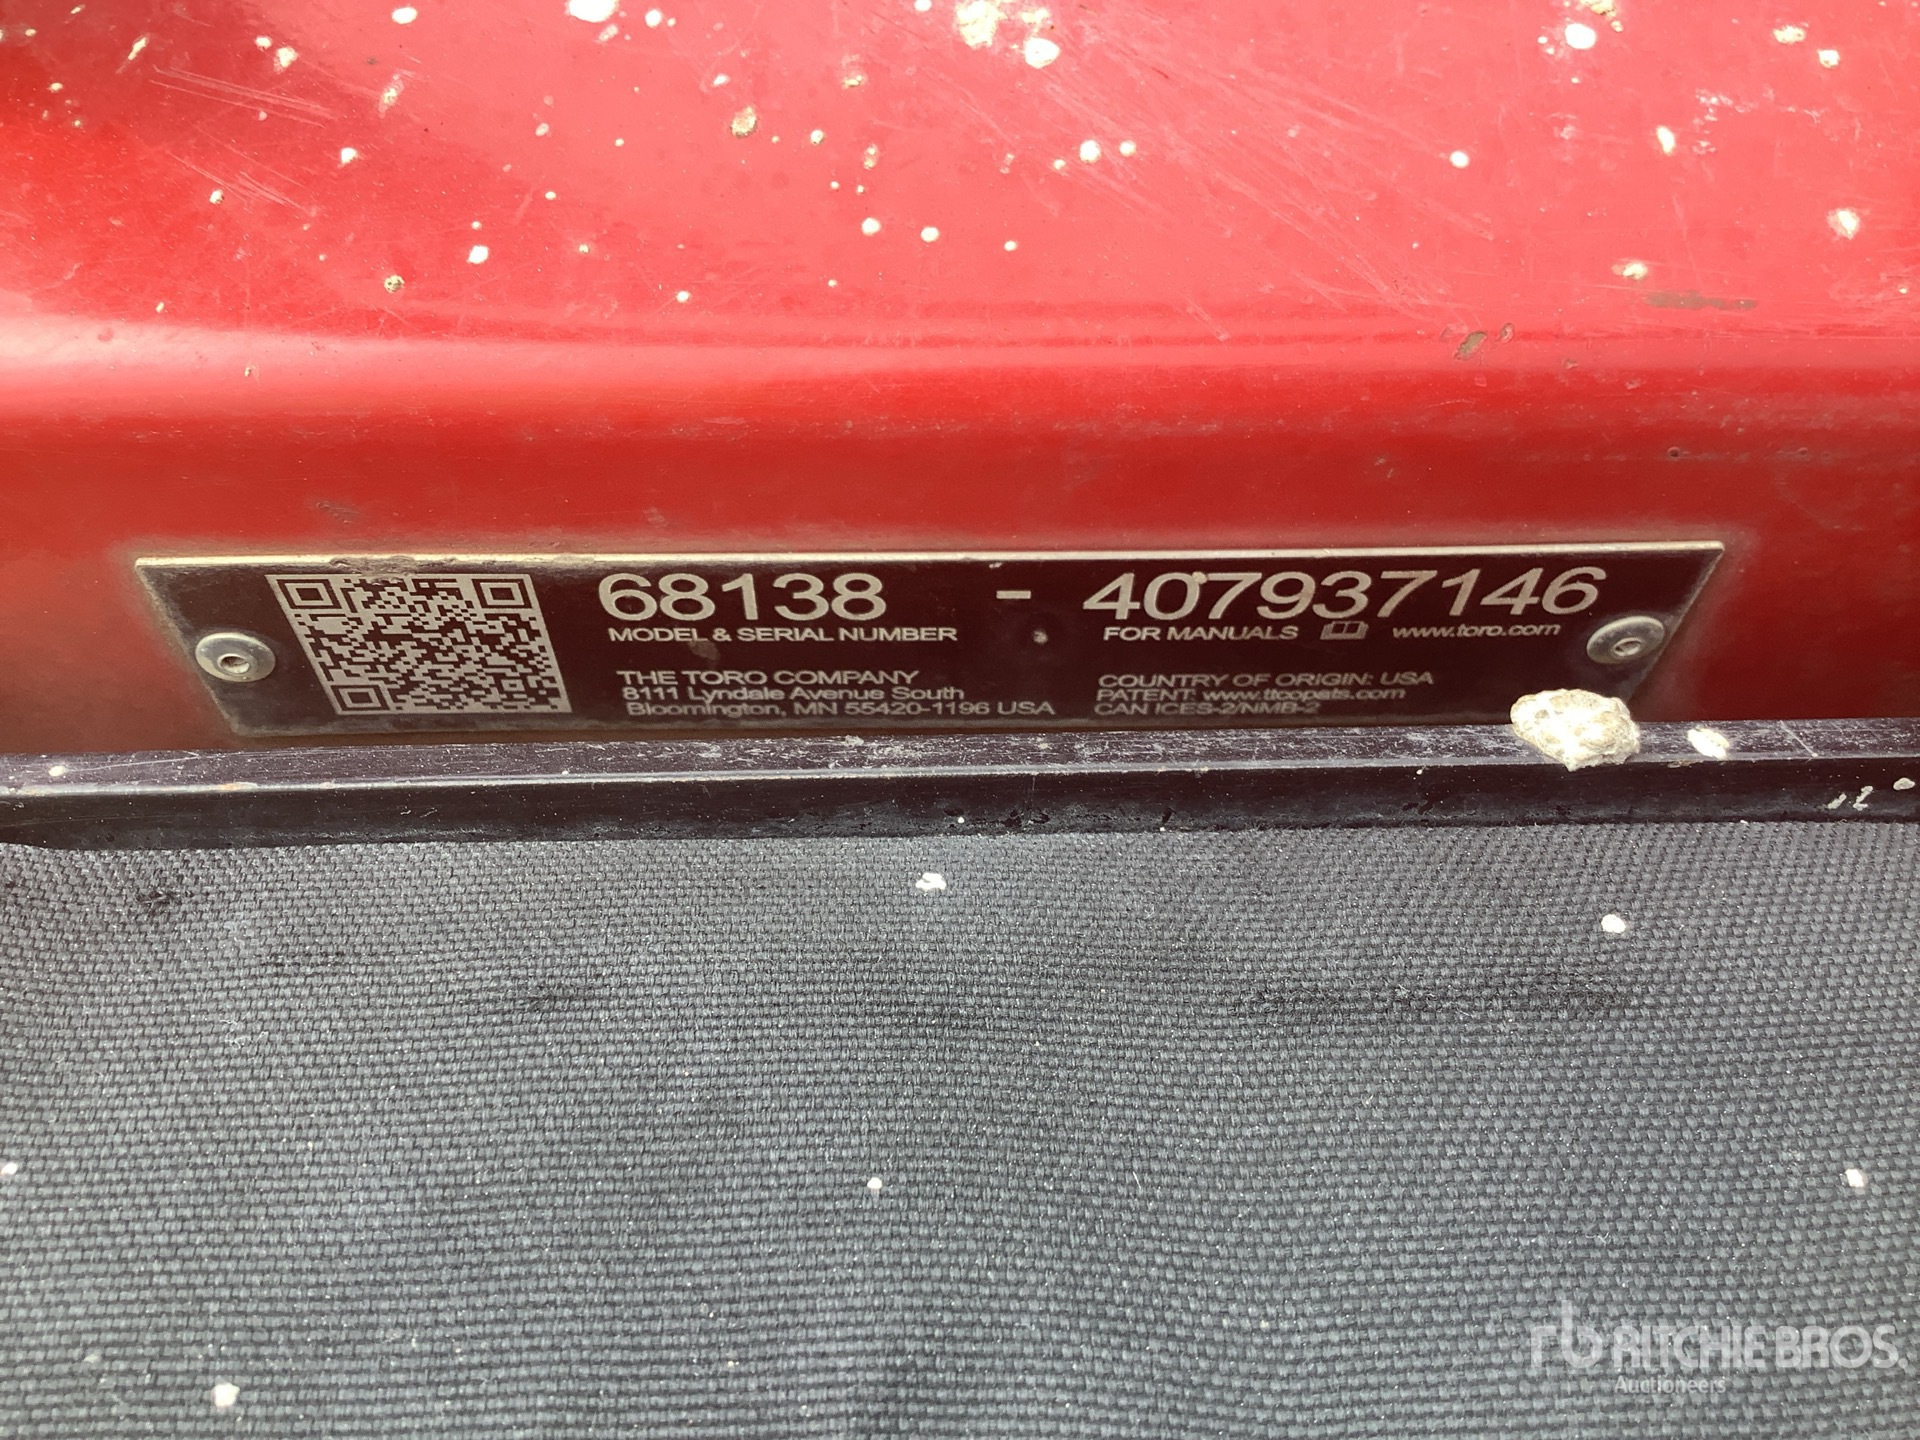 68138 - 407937146
MODEL & SERIAL NUMBER FOR MANUALS www.toro.com
THE TORO COMPANY
8111 Lyndale Avenue South
Bloomington, MN 55420-1196 USA
COUNTRY OF ORIGIN: USA
PATENT: www.ttcopats.com
CAN ICES-2/NMB-2
rb RITCHIE BROS.
Auctioneers